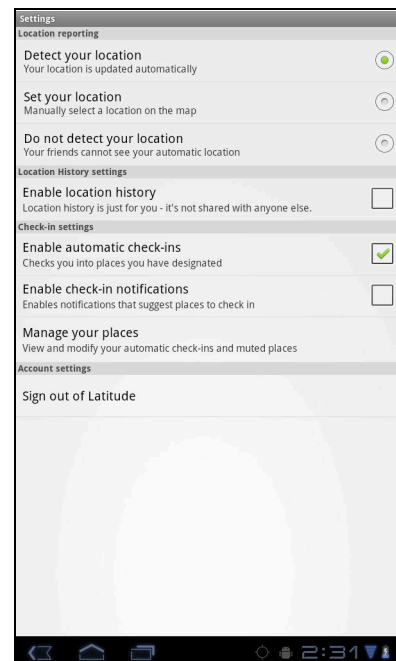 Settings
Location reporting
Detect your location
Your location is updated automatically
Set your location
Manually select a location on the map
Do not detect your location
Your friends cannot see your automatic location
Location History settings
Enable location history
Location history is just for you - it's not shared with anyone else.
Check-in settings
Enable automatic check-ins
Checks you into places you have designated
Enable check-in notifications
Enables notifications that suggest places to check in
Manage your places
View and modify your automatic check-ins and muted places
Account settings
Sign out of Latitude
2:31